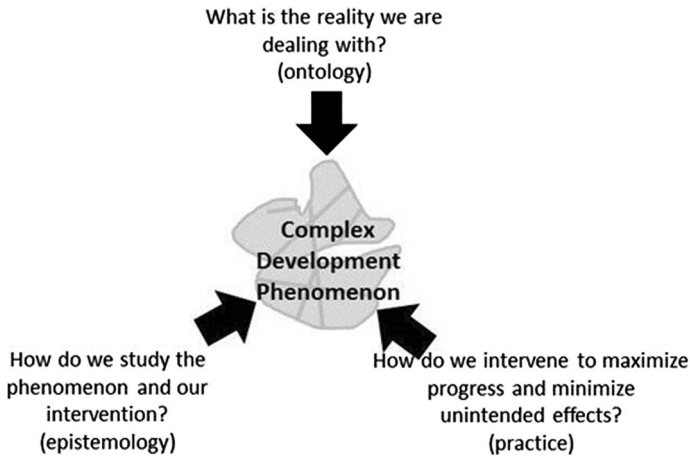 What is the reality we are
dealing with?
(ontology)
Complex
Development
Phenomenon
How do we study the
phenomenon and our
intervention?
(epistemology)
How do we intervene to maximize
progress and minimize
unintended effects?
(practice)